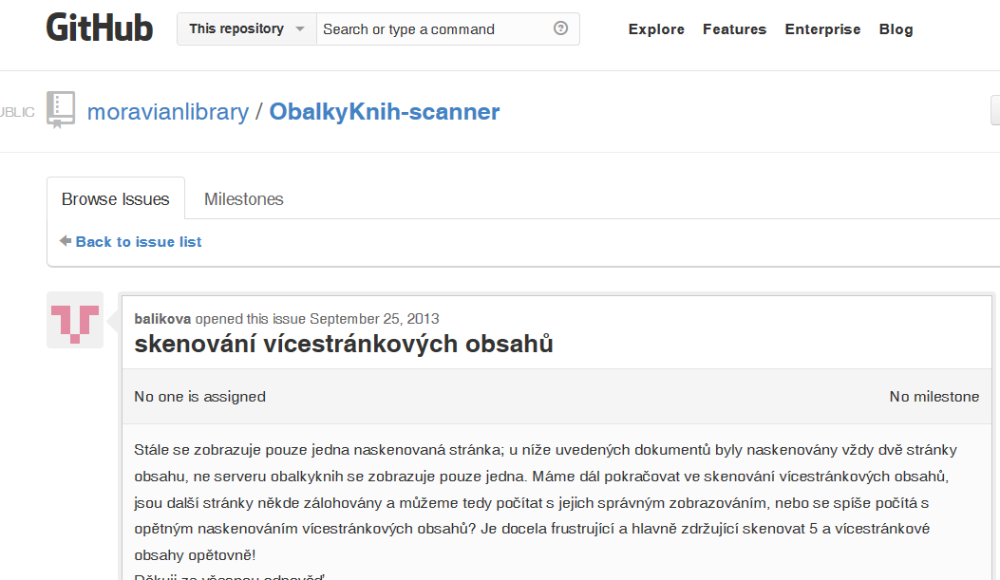 GitHub
This repository
Search or type a command
Explore Features Enterprise Blog
moravianlibrary / ObalkyKnih-scanner
Browse Issues
Milestones
Back to issue list
balikova opened this issue September 25, 2013
skenování vícestránkových obsahů
No one is assigned
No milestone
Stále se zobrazuje pouze jedna naskenovaná stránka; u níže uvedených dokumentů byly naskenovány vždy dvě stránky
obsahu, ne serveru obalkyknih se zobrazuje pouze jedna. Máme dál pokračovat ve skenování vícestránkových obsahů,
jsou další stránky někde zálohovány a můžeme tedy počítat s jejich správným zobrazováním, nebo se spíše počítá s
opětným naskenováním vícestránkových obsahů? Je docela frustrující a hlavně zdržující skenovat 5 a vícestránkové
obsahy opětovně!